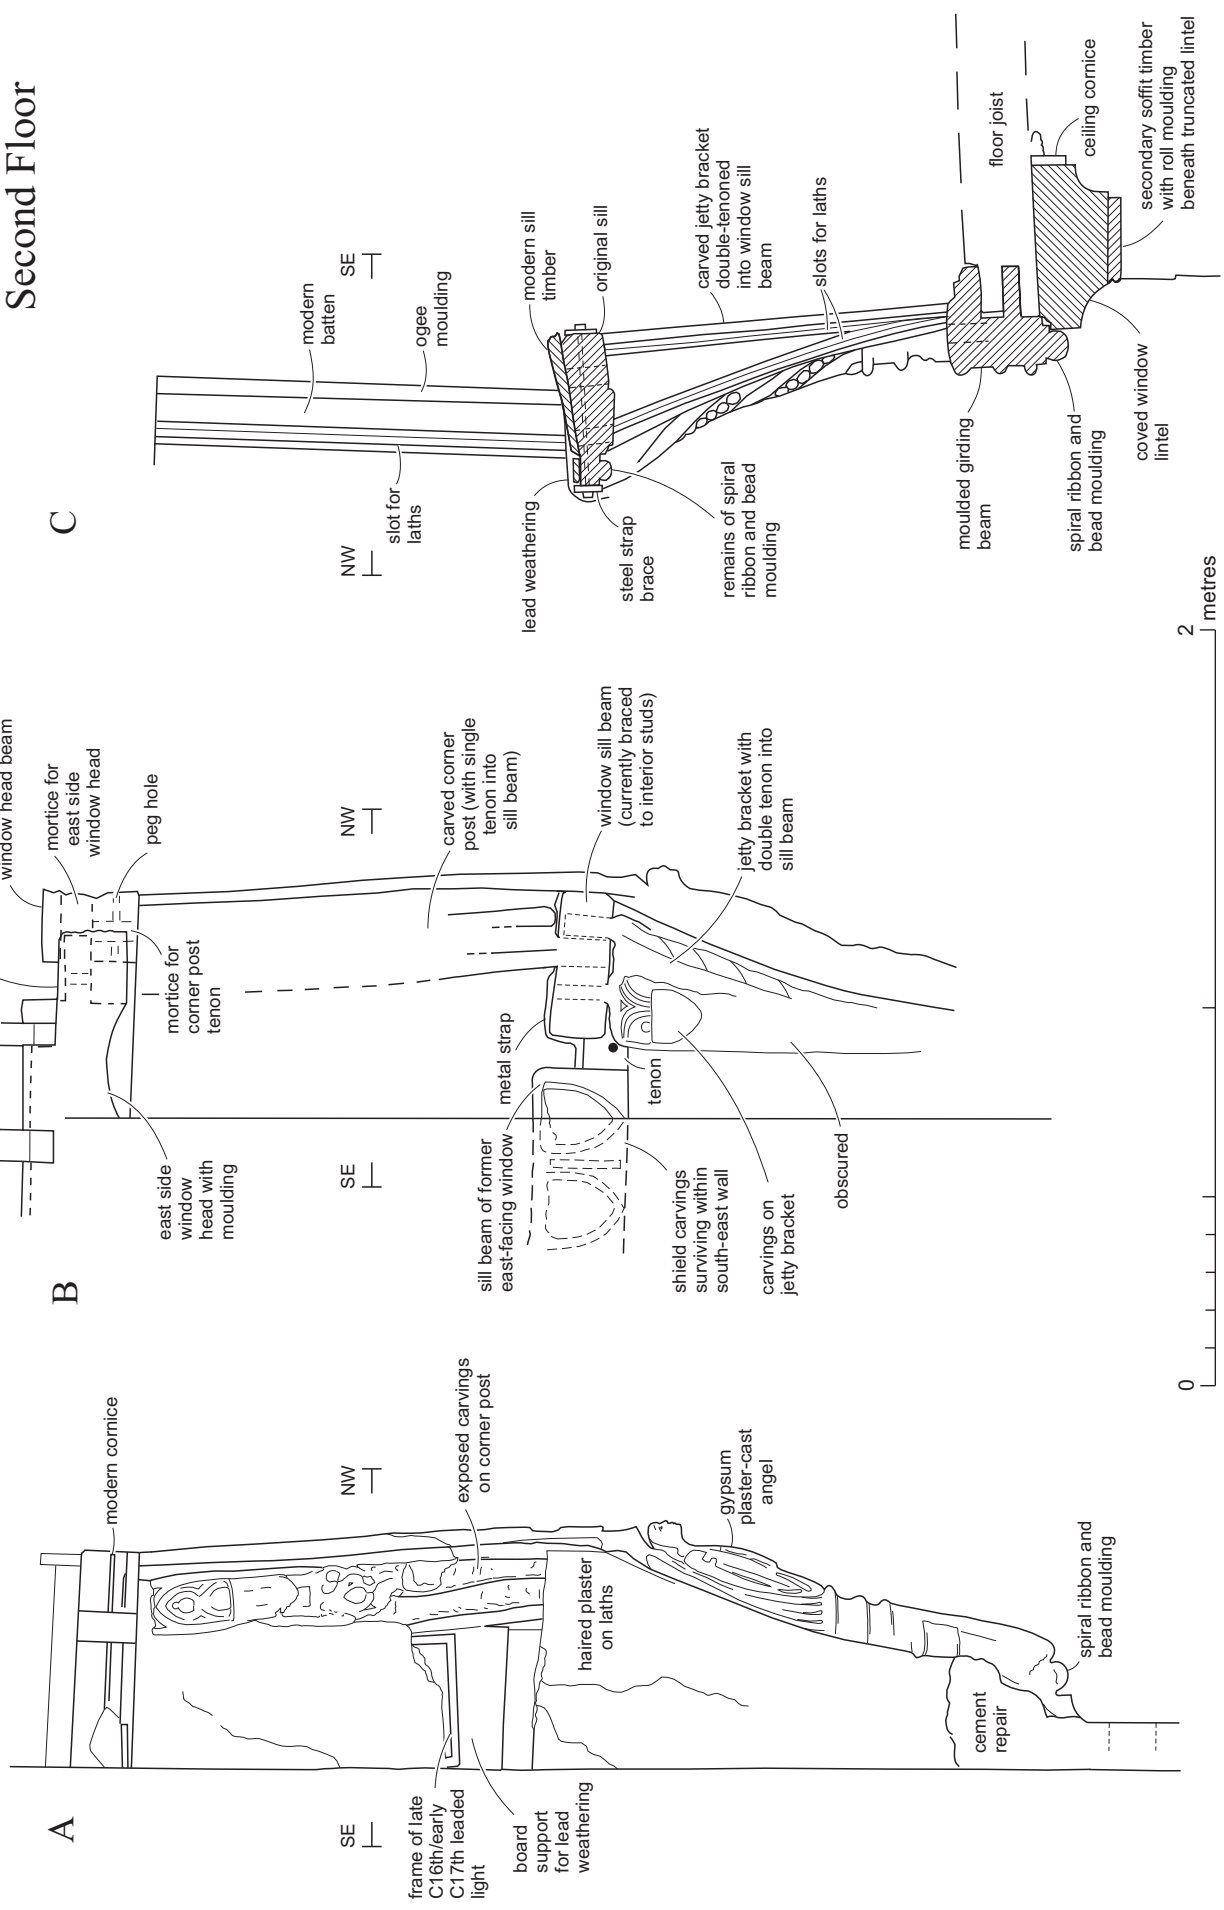 Second Floor
A
modern cornice
SE
NW
frame of late
C16th/early
C17th leaded
light
exposed carvings
on corner post
board
support
for lead
weathering
haired plaster
on laths
gypsum
plaster-cast
angel
cement
repair
spiral ribbon and
bead moulding
B
window head beam
mortice for
east side
window head
peg hole
mortice for
corner post
tenon
east side
window
head with
moulding
SE
NW
carved corner
post (with single
tenon into
sill beam)
metal strap
sill beam of former
east-facing window
window sill beam
(currently braced
to interior studs)
tenon
shield carvings
surviving within
south-east wall
jetty bracket with
double tenon into
sill beam
carvings on
jetty bracket
obscured
C
NW
SE
modern
batten
slot for
laths
ogee
moulding
lead weathering
modern sill
timber
original sill
steel strap
brace
carved jetty bracket
double-tenoned
into window sill
beam
remains of spiral
ribbon and bead
moulding
slots for laths
moulded girding
beam
floor joist
spiral ribbon and
bead moulding
ceiling cornice
coved window
lintel
secondary soffit timber
with roll moulding
beneath truncated lintel
0
2
metres